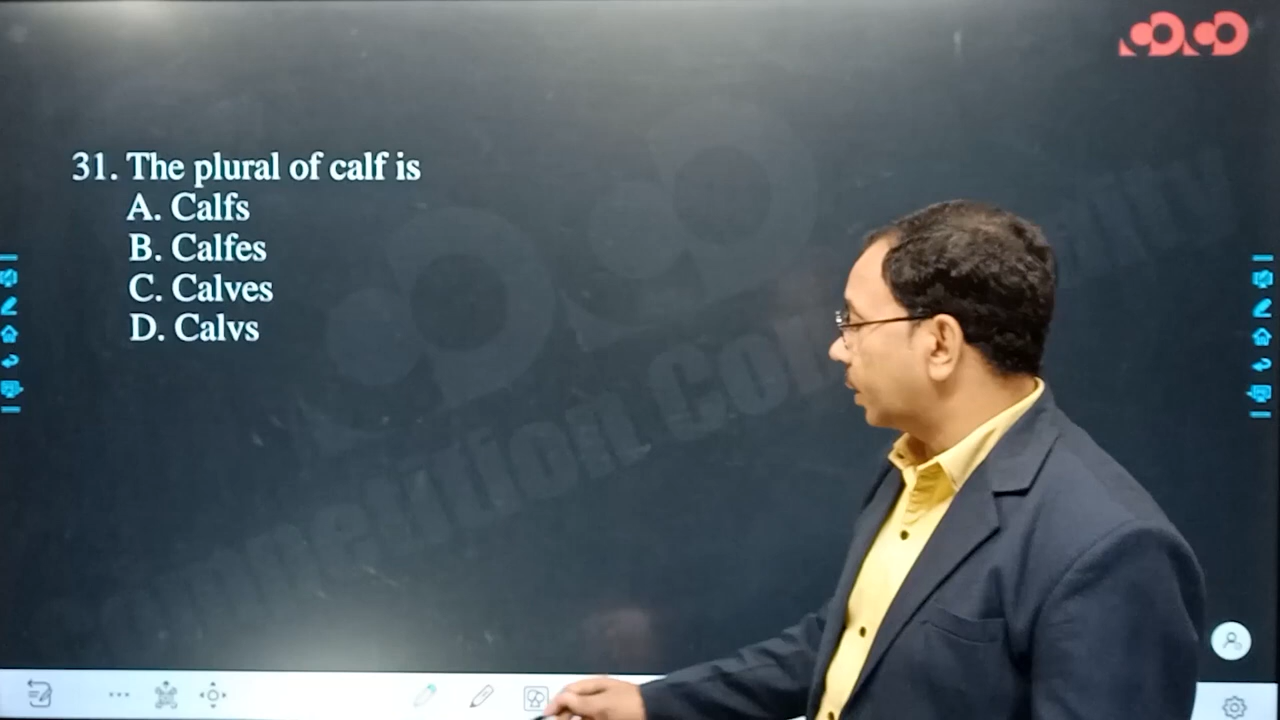 31. The plural of calf is
A. Calfs
B. Calfes
C. Calves
D. Calvs